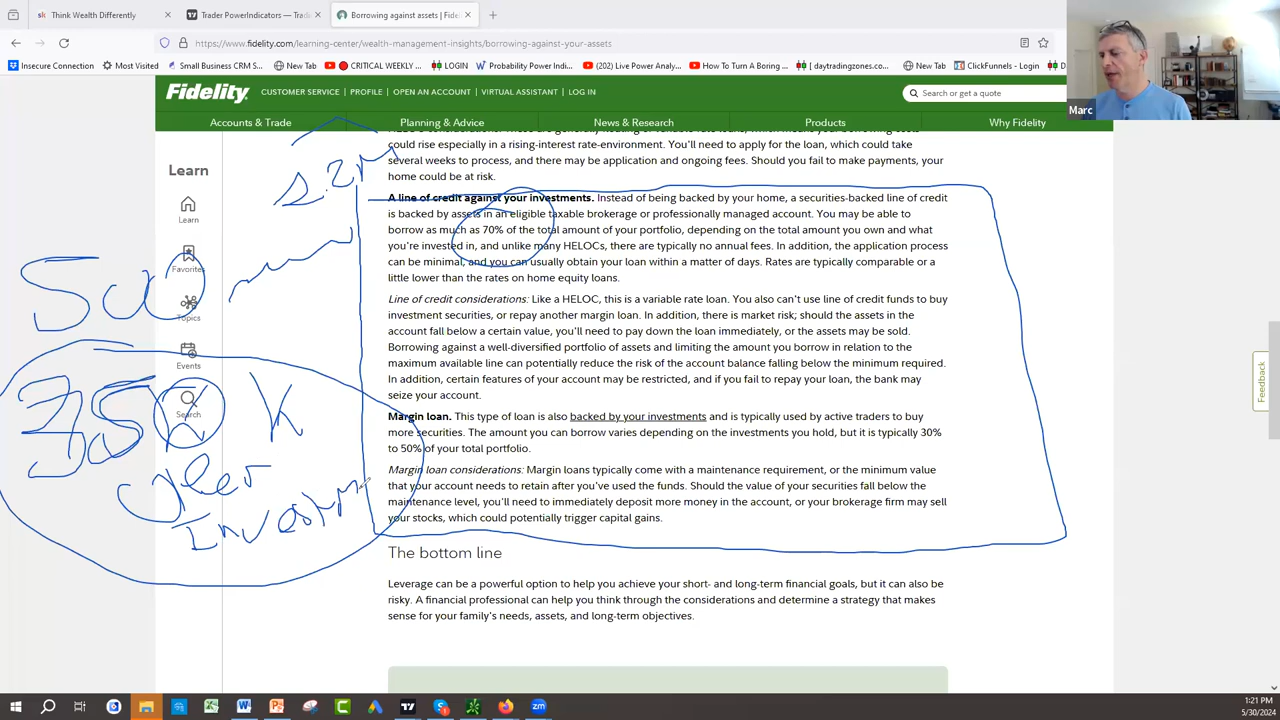 Think Wealth Differently
Trader PowerIndicators — Tradi
Borrowing against assets | Fidel
https://www.fidelity.com/learning-center/wealth-management-insights/borrowing-against-your-assets
Insecure Connection
Most Visited
Small Business CRM S...
New Tab
CRITICAL WEEKLY ...
LOGIN
Probability Power Indi...
(202) Live Power Analy...
How To Turn A Boring ...
daytradingzones.co...
New Tab
ClickFunnels - Login
Marc
Fidelity
CUSTOMER SERVICE
PROFILE
OPEN AN ACCOUNT
VIRTUAL ASSISTANT
LOG IN
Search or get a quote
Accounts & Trade
Planning & Advice
News & Research
Products
Why Fidelity
Learn
Learn
Favorites
Topics
Events
Search
could rise especially in a rising-interest rate-environment. You'll need to apply for the loan, which could take
several weeks to process, and there may be application and ongoing fees. Should you fail to make payments, your
home could be at risk.
A line of credit against your investments. Instead of being backed by your home, a securities-backed line of credit
is backed by assets in an eligible taxable brokerage or professionally managed account. You may be able to
borrow as much as 70% of the total amount of your portfolio, depending on the total amount you own and what
you're invested in, and unlike many HELOCs, there are typically no annual fees. In addition, the application process
can be minimal, and you can usually obtain your loan within a matter of days. Rates are typically comparable or a
little lower than the rates on home equity loans.
Line of credit considerations: Like a HELOC, this is a variable rate loan. You also can't use line of credit funds to buy
investment securities, or repay another margin loan. In addition, there is market risk; should the assets in the
account fall below a certain value, you'll need to pay down the loan immediately, or the assets may be sold.
Borrowing against a well-diversified portfolio of assets and limiting the amount you borrow in relation to the
maximum available line can potentially reduce the risk of the account balance falling below the minimum required.
In addition, certain features of your account may be restricted, and if you fail to repay your loan, the bank may
seize your account.
Margin loan. This type of loan is also backed by your investments and is typically used by active traders to buy
more securities. The amount you can borrow varies depending on the investments you hold, but it is typically 30%
to 50% of your total portfolio.
Margin loan considerations: Margin loans typically come with a maintenance requirement, or the minimum value
that your account needs to retain after you've used the funds. Should the value of your securities fall below the
maintenance level, you'll need to immediately deposit more money in the account, or your brokerage firm may sell
your stocks, which could potentially trigger capital gains.
The bottom line
Leverage can be a powerful option to help you achieve your short- and long-term financial goals, but it can also be
risky. A financial professional can help you think through the considerations and determine a strategy that makes
sense for your family's needs, assets, and long-term objectives.
350 K
other
Feedback
1:21 PM
5/30/2024